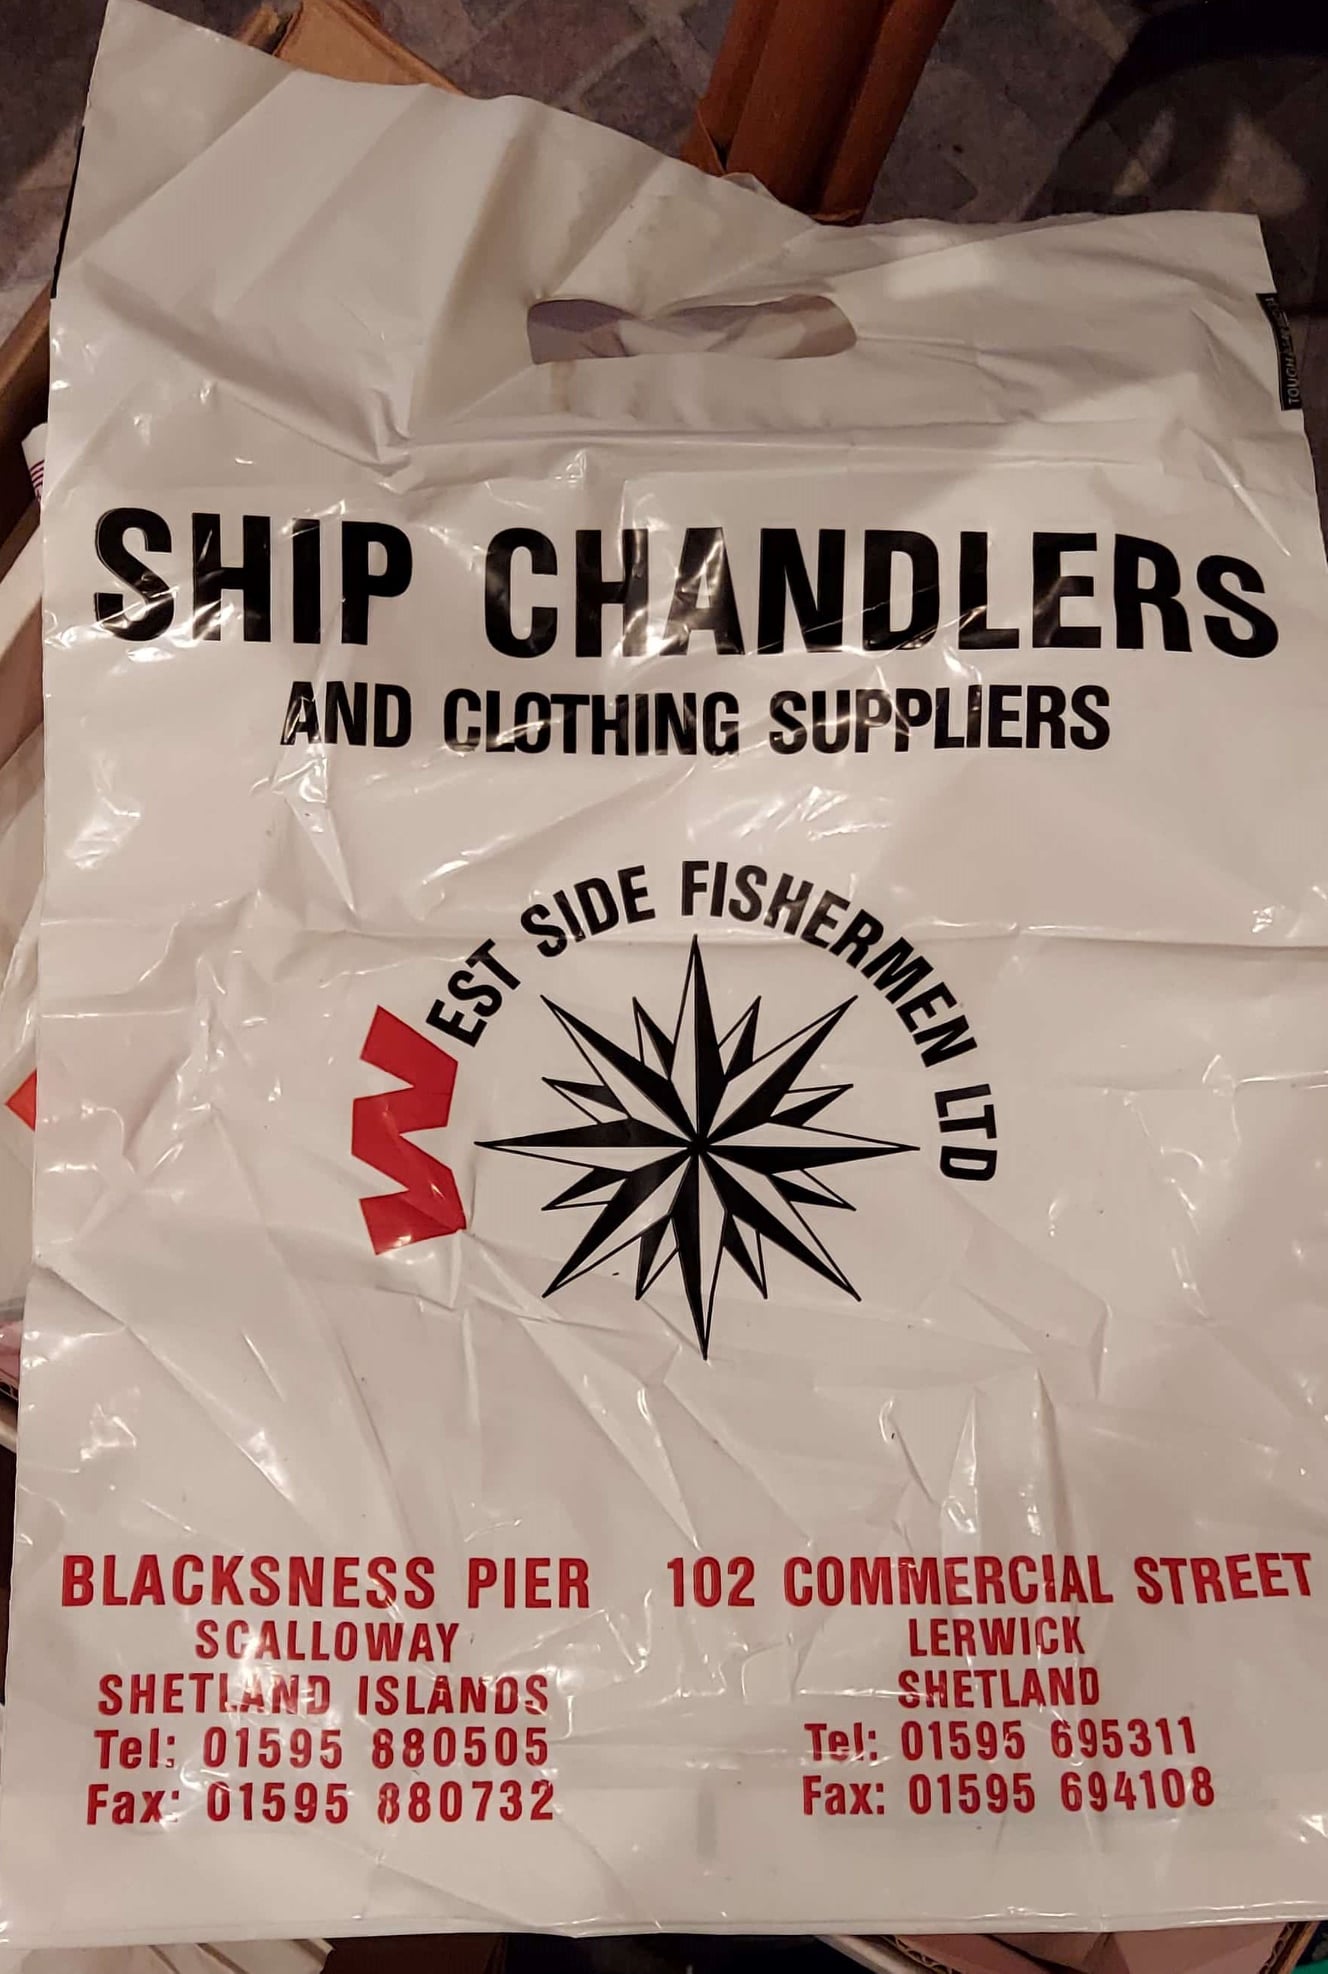 SHIP CHANDLERS
AND CLOTHING SUPPLIERS
WEST SIDE FISHERMEN LTD
BLACKSNESS PIER
SCALLOWAY
SHETLAND ISLANDS
Tel: 01595 880505
Fax: 01595 880732
102 COMMERCIAL STREET
LERWICK
SHETLAND
Tel: 01595 695311
Fax: 01595 694108